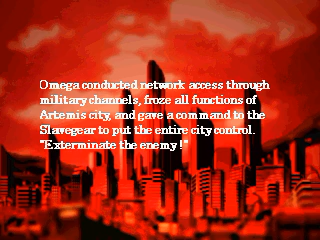 Omega conducted network access through
military channels, froze all functions of
Artemis city, and gave a command to the
Slavegear to put the entire city control.
"Exterminate the enemy!"